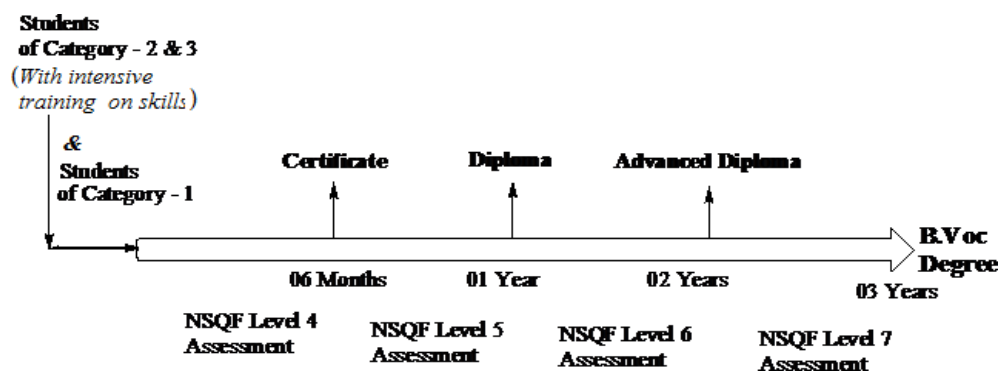 Students
of Category - 2 & 3
(With intensive
training on skills)
&
Students
of Category - 1
Certificate
Diploma
Advanced Diploma
B.Voc
Degree
06 Months
01 Year
02 Years
03 Years
NSQF Level 4
Assessment
NSQF Level 5
Assessment
NSQF Level 6
Assessment
NSQF Level 7
Assessment